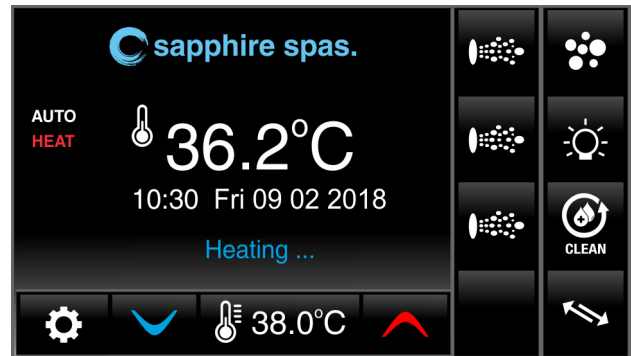 sapphire spas.
AUTO
HEAT
36.2°C
10:30 Fri 09 02 2018
Heating ...
38.0°C
CLEAN